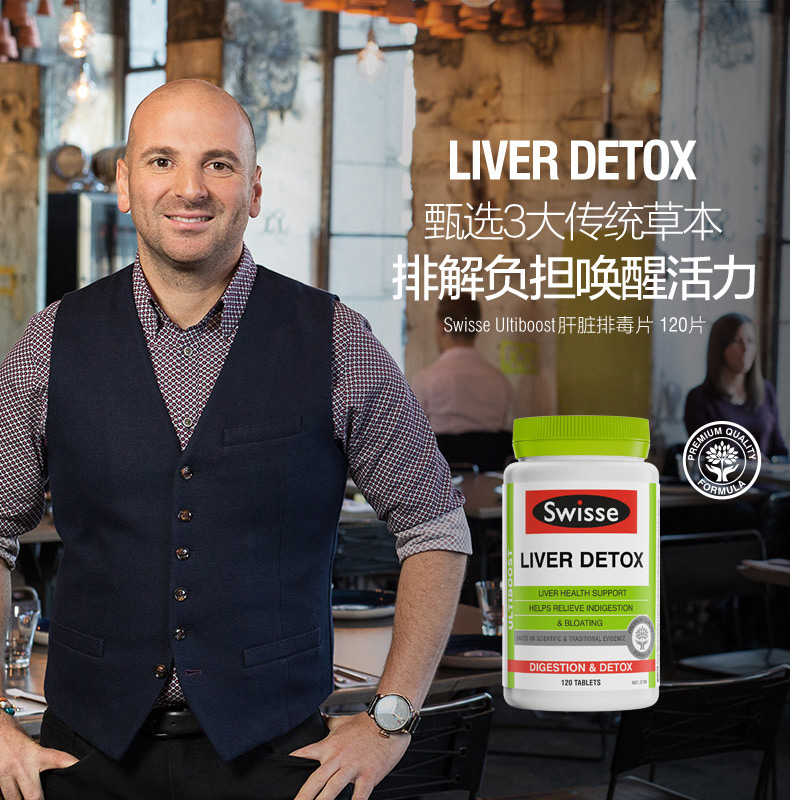 LIVER DETOX
甄选3大传统草本
排解负担唤醒活力
Swisse Ultiboost肝脏排毒片 120片
PREMIUM QUALITY
FORMULA
Swisse
ULTIBOOST
LIVER DETOX
LIVER HEALTH SUPPORT
HELPS RELIEVE INDIGESTION
& BLOATING
BASED ON SCIENTIFIC & TRADITIONAL EVIDENCE
DIGESTION & DETOX
120 TABLETS